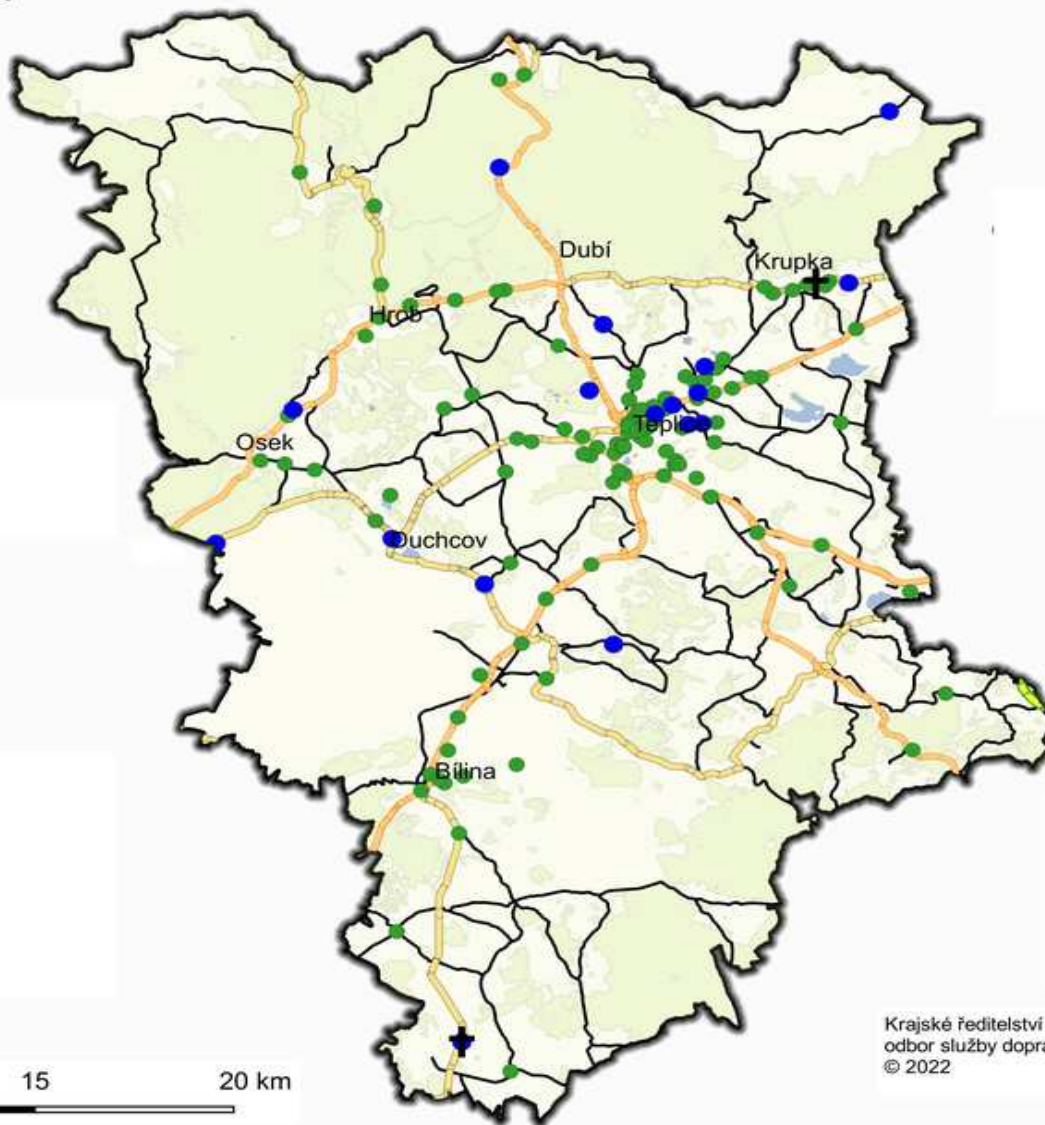 Dubí
Krupka
Hrob
Teplice
Osek
Duchcov
Bílina
Krajské ředitelství
odbor služby dopra
© 2022
15 20 km